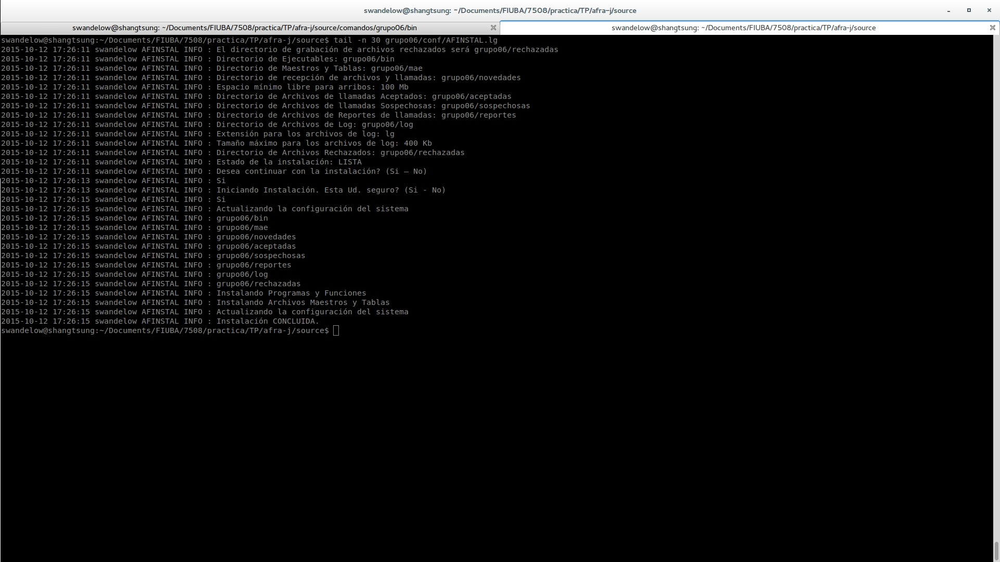 swandelow@shangtsung: ~/Documents/FIUBA/7508/practica/TP/afra-j/source
swandelow@shangtsung: ~/Documents/FIUBA/7508/practica/TP/afra-j/source/comandos/grupo06/bin
swandelow@shangtsung: ~/Documents/FIUBA/7508/practica/TP/afra-j/source
swandelow@shangtsung:~/Documents/FIUBA/7508/practica/TP/afra-j/source$ tail -n 30 grupo06/conf/AFINSTAL.lg
2015-10-12 17:26:11 swandelow AFINSTAL INFO : El directorio de grabación de archivos rechazados será grupo06/rechazadas
2015-10-12 17:26:11 swandelow AFINSTAL INFO : Directorio de Ejecutables: grupo06/bin
2015-10-12 17:26:11 swandelow AFINSTAL INFO : Directorio de Maestros y Tablas: grupo06/mae
2015-10-12 17:26:11 swandelow AFINSTAL INFO : Directorio de recepción de archivos y llamadas: grupo06/novedades
2015-10-12 17:26:11 swandelow AFINSTAL INFO : Espacio mínimo libre para arribos: 100 Mb
2015-10-12 17:26:11 swandelow AFINSTAL INFO : Directorio de Archivos de llamadas Aceptados: grupo06/aceptadas
2015-10-12 17:26:11 swandelow AFINSTAL INFO : Directorio de Archivos de llamadas Sospechosas: grupo06/sospechosas
2015-10-12 17:26:11 swandelow AFINSTAL INFO : Directorio de Archivos de Reportes de llamadas: grupo06/reportes
2015-10-12 17:26:11 swandelow AFINSTAL INFO : Directorio de Archivos de Log: grupo06/log
2015-10-12 17:26:11 swandelow AFINSTAL INFO : Extensión para los archivos de log: lg
2015-10-12 17:26:11 swandelow AFINSTAL INFO : Tamaño máximo para los archivos de log: 400 Kb
2015-10-12 17:26:11 swandelow AFINSTAL INFO : Directorio de Archivos Rechazados: grupo06/rechazadas
2015-10-12 17:26:11 swandelow AFINSTAL INFO : Estado de la instalación: LISTA
2015-10-12 17:26:11 swandelow AFINSTAL INFO : Desea continuar con la instalación? (Si – No)
2015-10-12 17:26:13 swandelow AFINSTAL INFO : Si
2015-10-12 17:26:13 swandelow AFINSTAL INFO : Iniciando Instalación. Esta Ud. seguro? (Si - No)
2015-10-12 17:26:15 swandelow AFINSTAL INFO : Si
2015-10-12 17:26:15 swandelow AFINSTAL INFO : Actualizando la configuración del sistema
2015-10-12 17:26:15 swandelow AFINSTAL INFO : grupo06/bin
2015-10-12 17:26:15 swandelow AFINSTAL INFO : grupo06/mae
2015-10-12 17:26:15 swandelow AFINSTAL INFO : grupo06/novedades
2015-10-12 17:26:15 swandelow AFINSTAL INFO : grupo06/aceptadas
2015-10-12 17:26:15 swandelow AFINSTAL INFO : grupo06/sospechosas
2015-10-12 17:26:15 swandelow AFINSTAL INFO : grupo06/reportes
2015-10-12 17:26:15 swandelow AFINSTAL INFO : grupo06/log
2015-10-12 17:26:15 swandelow AFINSTAL INFO : grupo06/rechazadas
2015-10-12 17:26:15 swandelow AFINSTAL INFO : Instalando Programas y Funciones
2015-10-12 17:26:15 swandelow AFINSTAL INFO : Instalando Archivos Maestros y Tablas
2015-10-12 17:26:15 swandelow AFINSTAL INFO : Actualizando la configuración del sistema
2015-10-12 17:26:15 swandelow AFINSTAL INFO : Instalación CONCLUIDA.
swandelow@shangtsung:~/Documents/FIUBA/7508/practica/TP/afra-j/source$